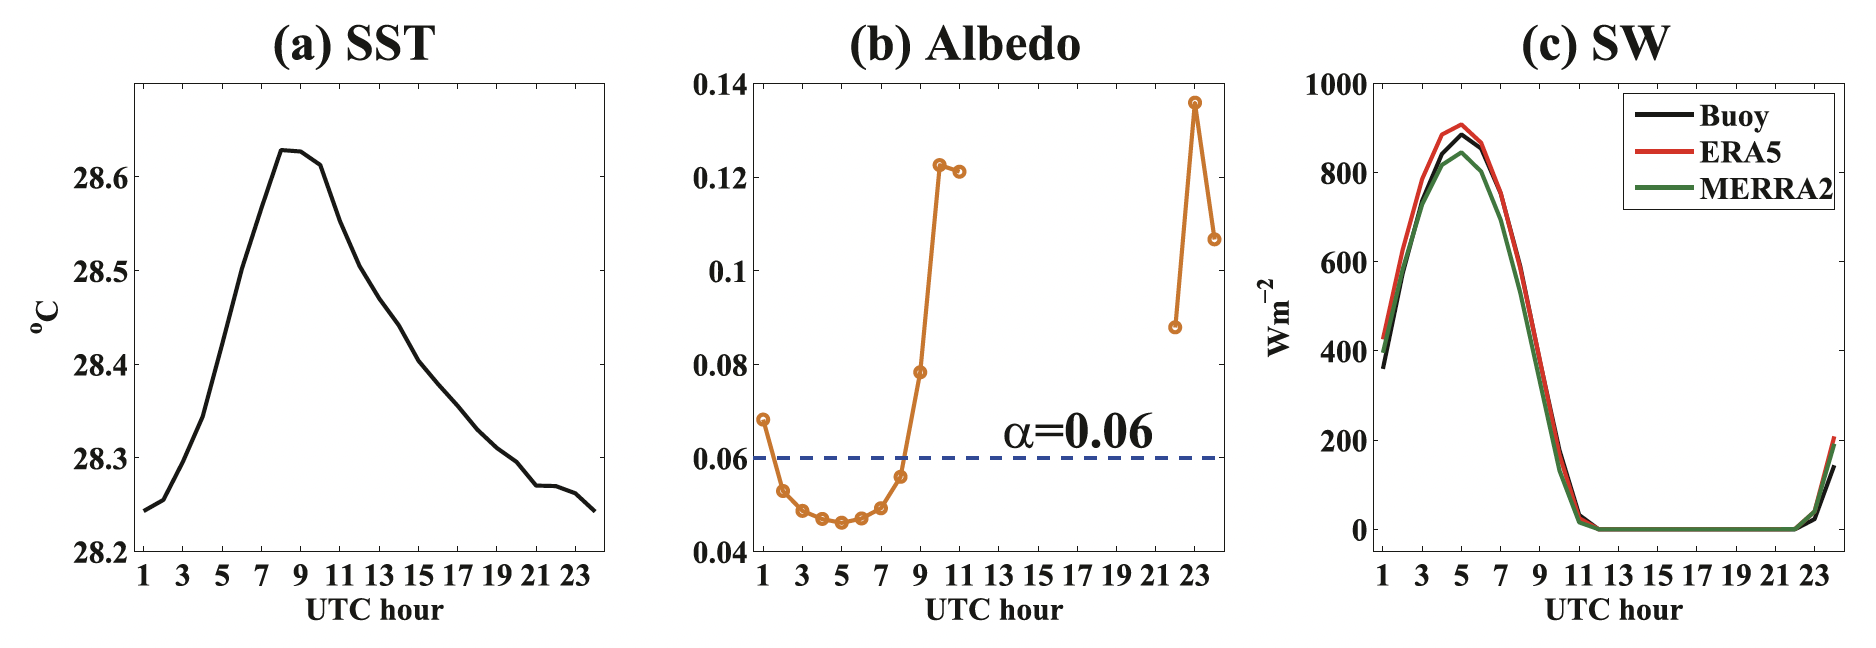 (a) SST
28.6
28.5
28.4
28.3
28.2
°C
1 3 5 7 9 11 13 15 17 19 21 23
UTC hour
(b) Albedo
0.14
0.12
0.1
0.08
0.06
0.04
α=0.06
1 3 5 7 9 11 13 15 17 19 21 23
UTC hour
(c) SW
1000
800
600
400
200
0
Wm⁻²
Buoy
ERA5
MERRA2
1 3 5 7 9 11 13 15 17 19 21 23
UTC hour